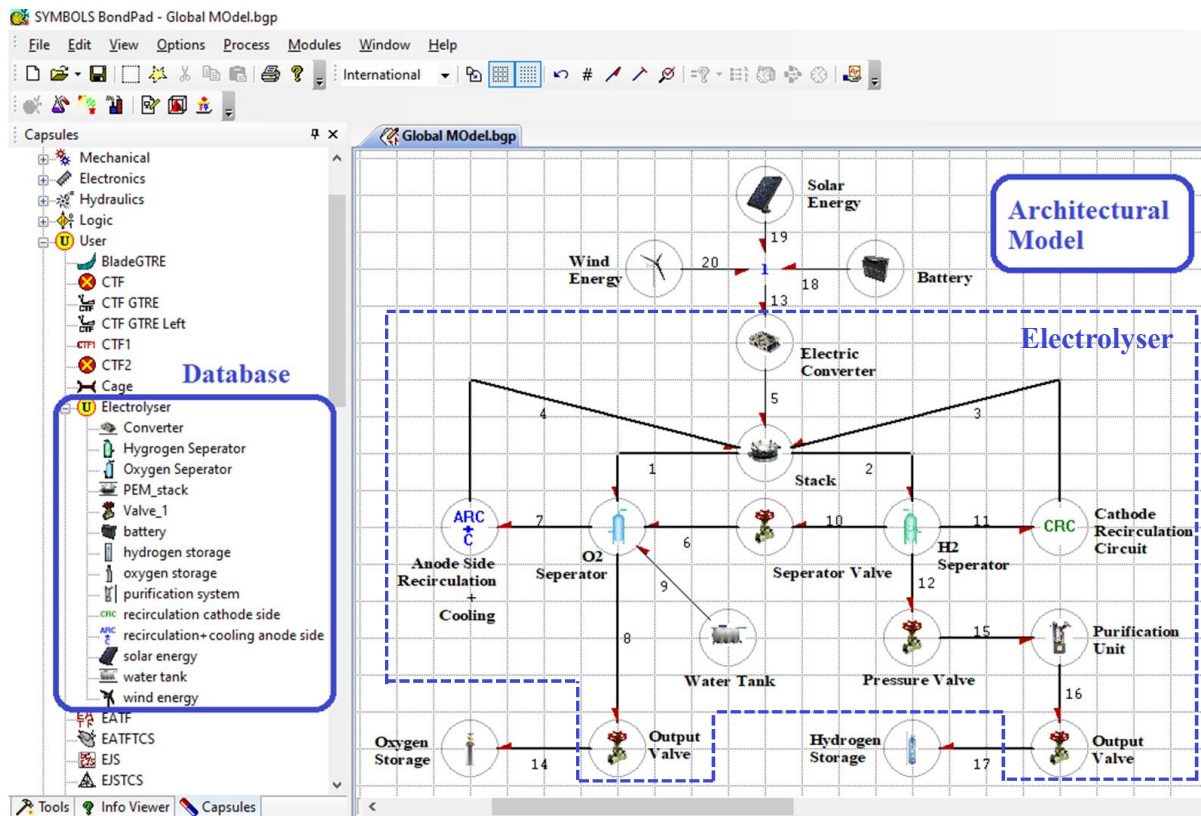 SYMBOLS BondPad - Global MOdel.bgp
File Edit View Options Process Modules Window Help
International
Capsules
Mechanical
Electronics
Hydraulics
Logic
User
BladeGTRE
CTF
CTF GTRE
CTF GTRE Left
CTF1
CTF2
Cage
Database
Electrolyser
Converter
Hygrogen Seperator
Oxygen Seperator
PEM_stack
Valve_1
battery
hydrogen storage
oxygen storage
purification system
recirculation cathode side
recirculation+cooling anode side
solar energy
water tank
wind energy
EATF
EATFTCS
EJS
EJSTCS
Tools Info Viewer Capsules
Global MOdel.bgp
Architectural
Model
Solar
Energy
19
Wind
Energy
20
1
18
Battery
13
Electrolyser
Electric
Converter
5
4
3
Stack
1
2
ARC
+
C
7
6
10
11
CRC
Anode Side
Recirculation
+
Cooling
O2
Seperator
Seperator Valve
H2
Seperator
Cathode
Recirculation
Circuit
9
12
8
Water Tank
Pressure Valve
15
Purification
Unit
16
Oxygen
Storage
14
Output
Valve
Hydrogen
Storage
17
Output
Valve